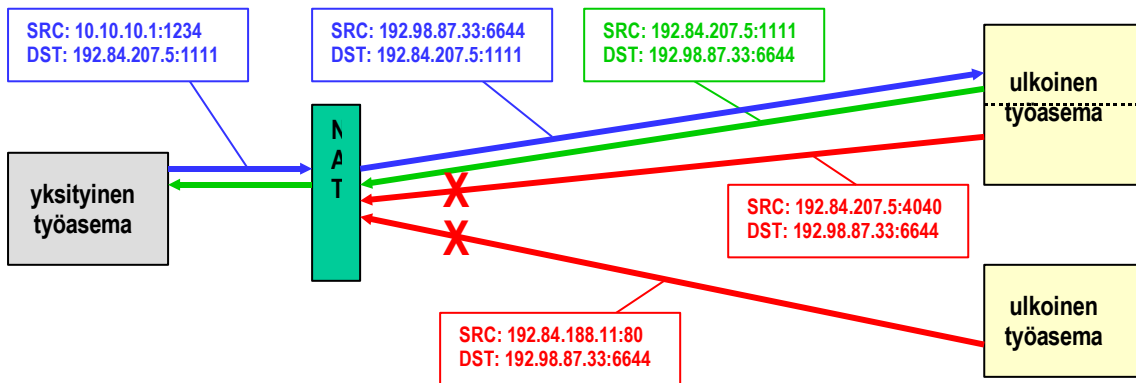 SRC: 10.10.10.1:1234
DST: 192.84.207.5:1111
SRC: 192.98.87.33:6644
DST: 192.84.207.5:1111
SRC: 192.84.207.5:1111
DST: 192.98.87.33:6644
ulkoinen
työasema
N
A
T
yksityinen
työasema
SRC: 192.84.207.5:4040
DST: 192.98.87.33:6644
X
X
SRC: 192.84.188.11:80
DST: 192.98.87.33:6644
ulkoinen
työasema